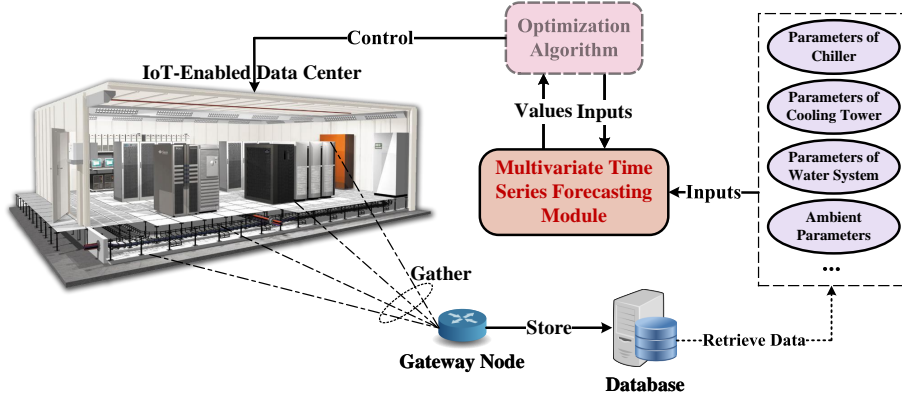 Optimization
Algorithm
Control
IoT-Enabled Data Center
Values
Inputs
Multivariate Time
Series Forecasting
Module
Inputs
Parameters of
Chiller
Parameters of
Cooling Tower
Parameters of
Water System
Ambient
Parameters
...
Gather
Gateway Node
Store
Database
Retrieve Data